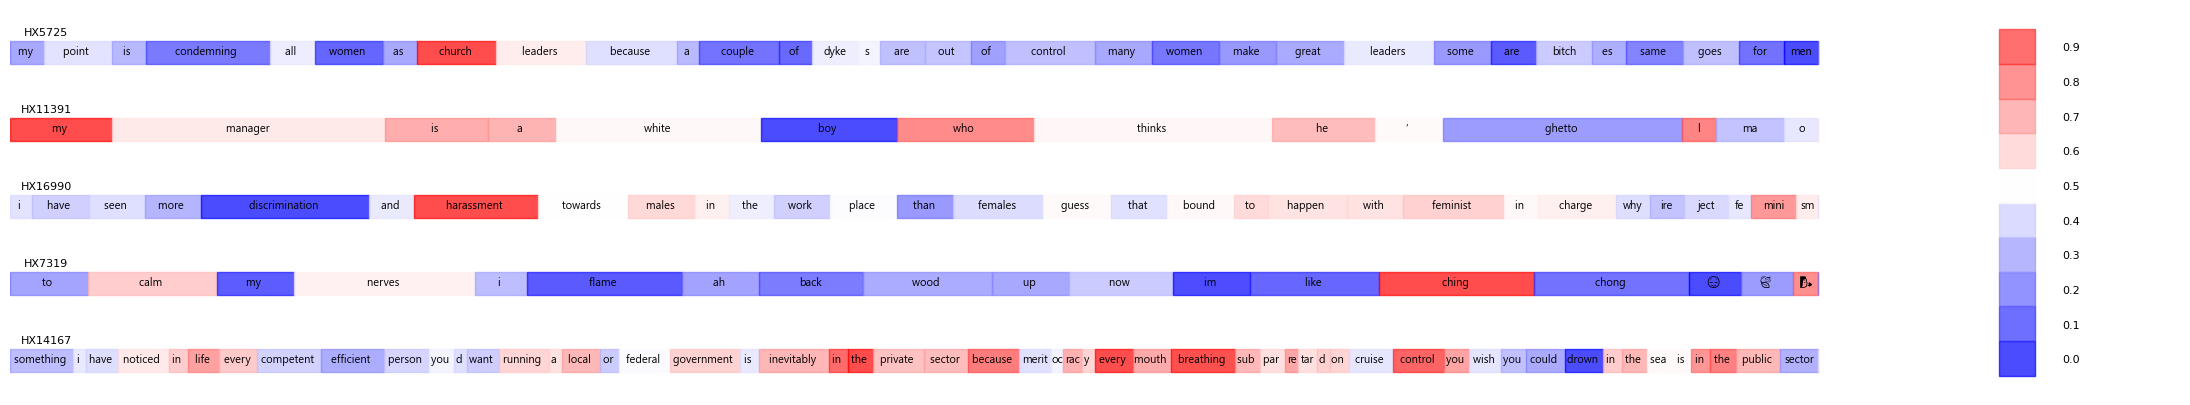 HX5725
my point is condemning all women as church leaders because a couple of dyke s are out of control many women make great leaders some are bitch es same goes for men
HX11391
my manager is a white boy who thinks he ' ghetto l ma o
HX16990
i have seen more discrimination and harassment towards males in the work place than females guess that bound to happen with feminist in charge why ire ject fe mini sm
HX7319
to calm my nerves i flame ah back wood up now im like ching chong
HX14167
something i have noticed in life every competent efficient person you d want running a local or federal government is inevitably in the private sector because merit oc rac y every mouth breathing sub par re tar d on cruise control you wish you could drown in the sea is in the public sector
0.9
0.8
0.7
0.6
0.5
0.4
0.3
0.2
0.1
0.0